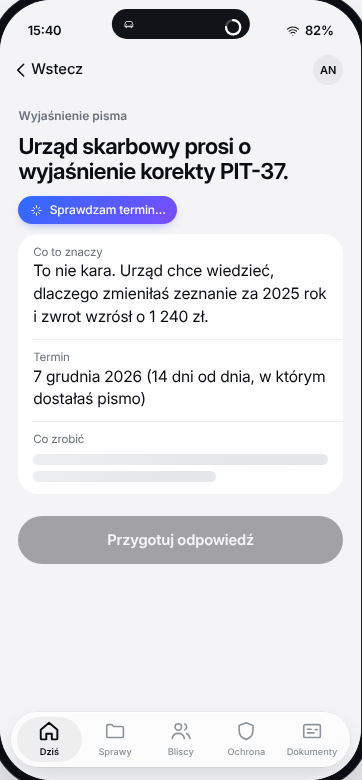 15:40
82%
Wstecz
AN
Wyjaśnienie pisma
Urząd skarbowy prosi o
wyjaśnienie korekty PIT-37.
Sprawdzam termin...
Co to znaczy
To nie kara. Urząd chce wiedzieć,
dlaczego zmieniłaś zeznanie za 2025 rok
i zwrot wzrósł o 1 240 zł.
Termin
7 grudnia 2026 (14 dni od dnia, w którym
dostałaś pismo)
Co zrobić
Przygotuj odpowiedź
Dziś
Sprawy
Bliscy
Ochrona
Dokumenty